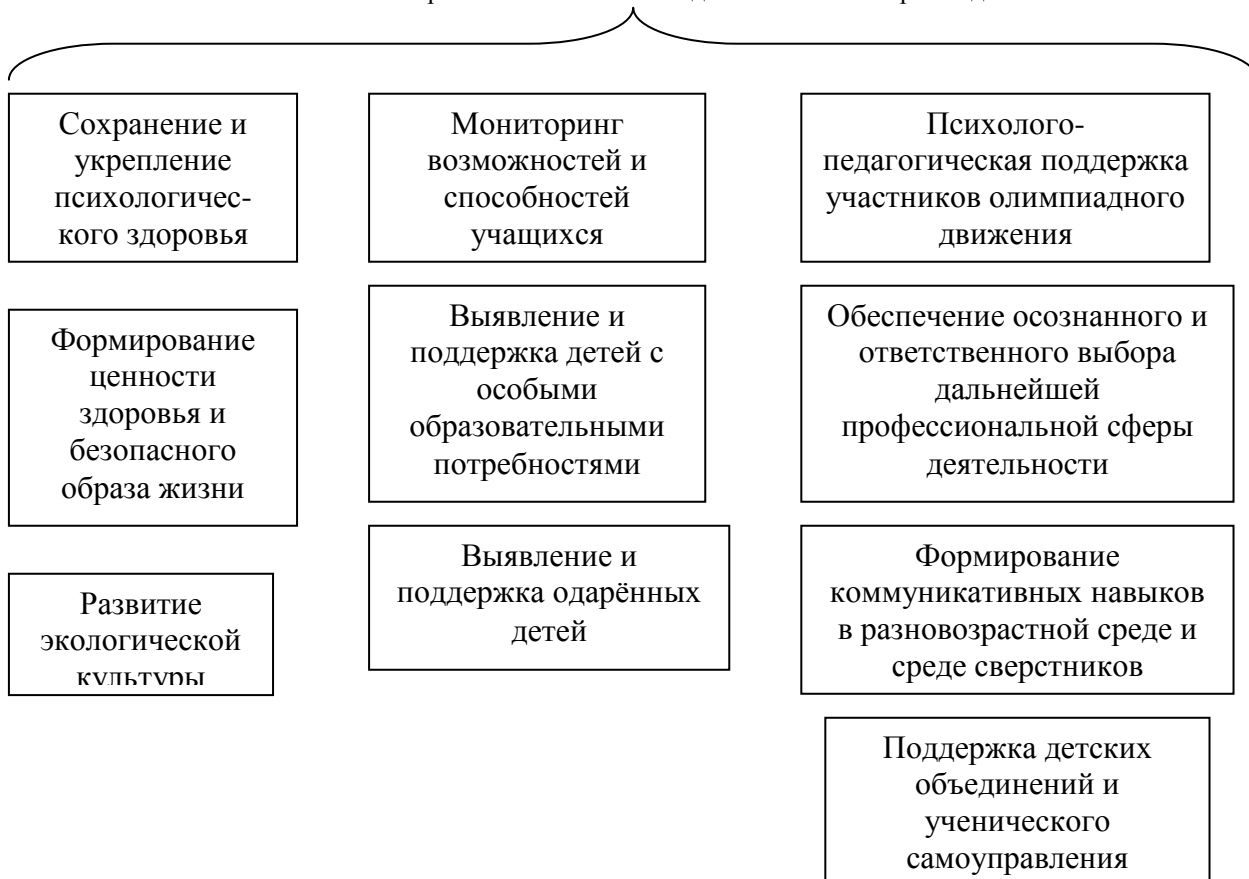 Сохранение и
укрепление
психологичес-
кого здоровья
Формирование
ценности
здоровья и
безопасного
образа жизни
Развитие
экологической
культуры
Мониторинг
возможностей и
способностей
учащихся
Выявление и
поддержка детей с
особыми
образовательными
потребностями
Выявление и
поддержка одарённых
детей
Психолого-
педагогическая поддержка
участников олимпиадного
движения
Обеспечение осознанного и
ответственного выбора
дальнейшей
профессиональной сферы
деятельности
Формирование
коммуникативных навыков
в разновозрастной среде и
среде сверстников
Поддержка детских
объединений и
ученического
самоуправления